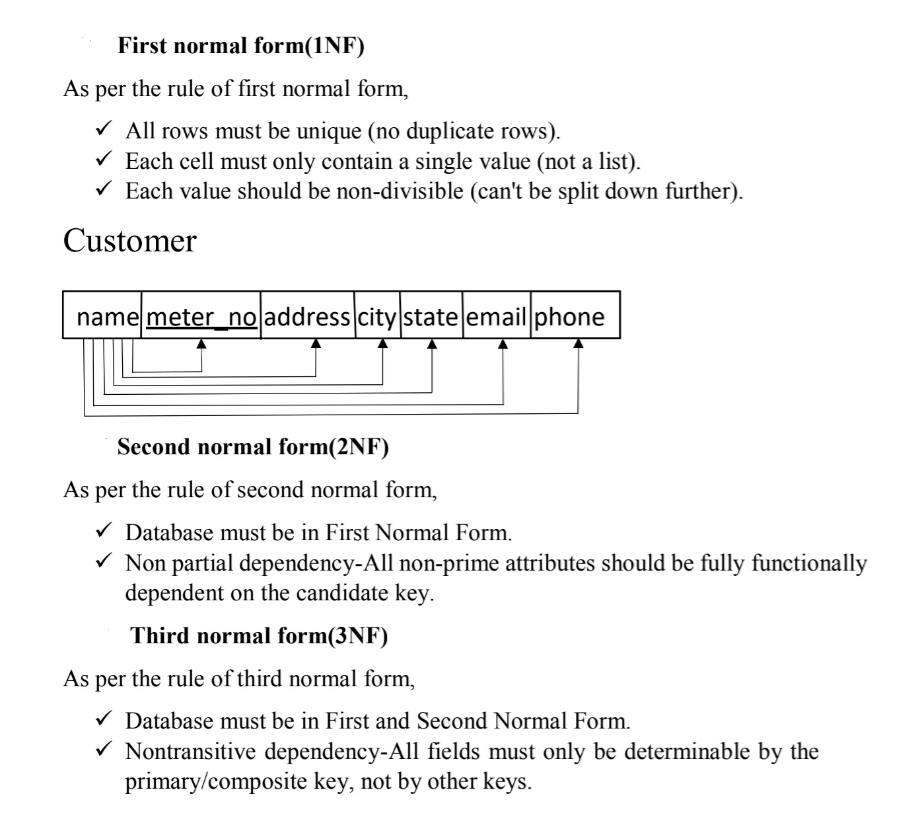 First normal form(1NF)
As per the rule of first normal form,
✓ All rows must be unique (no duplicate rows).
✓ Each cell must only contain a single value (not a list).
✓ Each value should be non-divisible (can't be split down further).
Customer
name meter_no address city state email phone
Second normal form(2NF)
As per the rule of second normal form,
✓ Database must be in First Normal Form.
✓ Non partial dependency-All non-prime attributes should be fully functionally
dependent on the candidate key.
Third normal form(3NF)
As per the rule of third normal form,
✓ Database must be in First and Second Normal Form.
✓ Nontransitive dependency-All fields must only be determinable by the
primary/composite key, not by other keys.